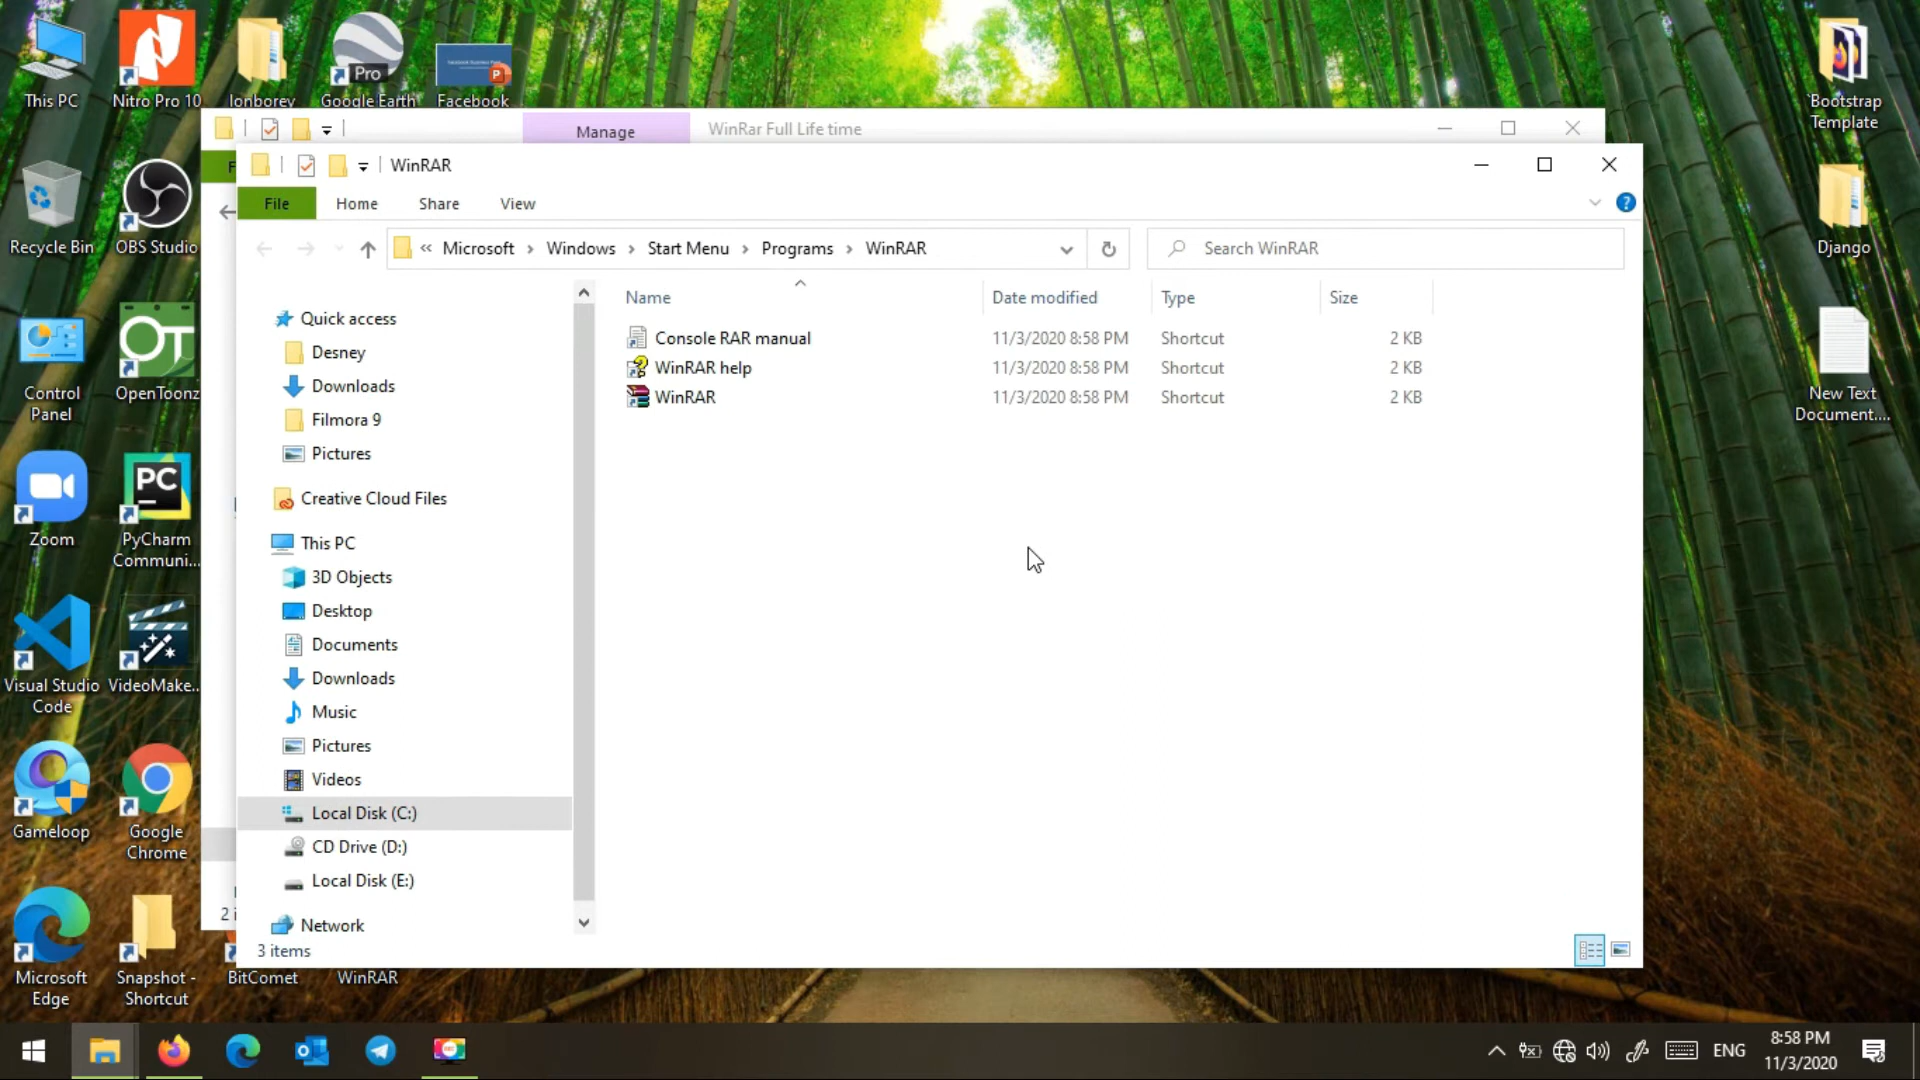 This PC
Nitro Pro 10
Ionborey
Pro
Google Earth
Facebook
Bootstrap
Template
Manage
WinRar Full Life time
WinRAR
File
Home
Share
View
Microsoft
Windows
Start Menu
Programs
WinRAR
Search WinRAR
Name
Date modified
Type
Size
Console RAR manual
11/3/2020 8:58 PM
Shortcut
2 KB
WinRAR help
11/3/2020 8:58 PM
Shortcut
2 KB
WinRAR
11/3/2020 8:58 PM
Shortcut
2 KB
Quick access
Desney
Downloads
Filmora 9
Pictures
Creative Cloud Files
This PC
3D Objects
Desktop
Documents
Downloads
Music
Pictures
Videos
Local Disk (C:)
CD Drive (D:)
Local Disk (E:)
Network
3 items
Recycle Bin
OBS Studio
Django
OT
Control
Panel
OpenToonz
New Text
Document....
PC
Zoom
PyCharm
Communi...
Visual Studio
Code
VideoMake..
Gameloop
Google
Chrome
Microsoft
Edge
Snapshot -
Shortcut
BitComet
WinRAR
ENG
8:58 PM
11/3/2020